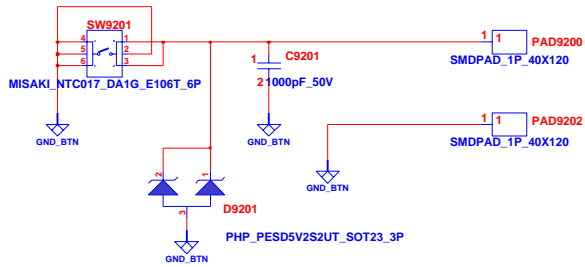 SW9201
4 1
5 2
6 3
MISAKI_NTC017_DA1G_E106T_6P
GND_BTN
C9201
1
2 1000pF_50V
GND_BTN
1 1 PAD9200
SMDPAD_1P_40X120
1 1 PAD9202
SMDPAD_1P_40X120
GND_BTN
2 1
D9201
3
PHP_PESD5V2S2UT_SOT23_3P
GND_BTN